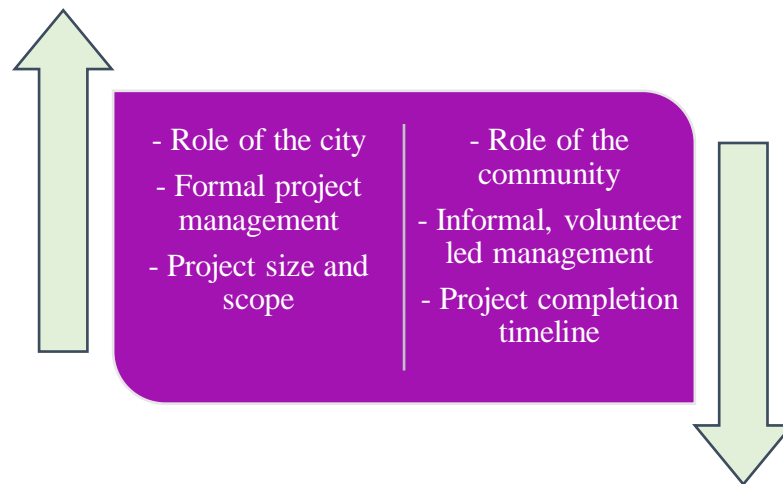 - Role of the city
- Formal project
management
- Project size and
scope
- Role of the
community
- Informal, volunteer
led management
- Project completion
timeline